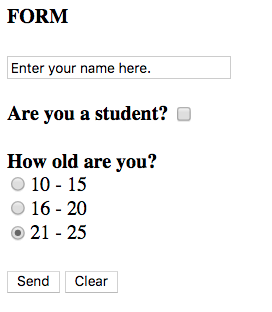 FORM
Enter your name here.
Are you a student?
How old are you?
10 - 15
16 - 20
21 - 25
Send Clear